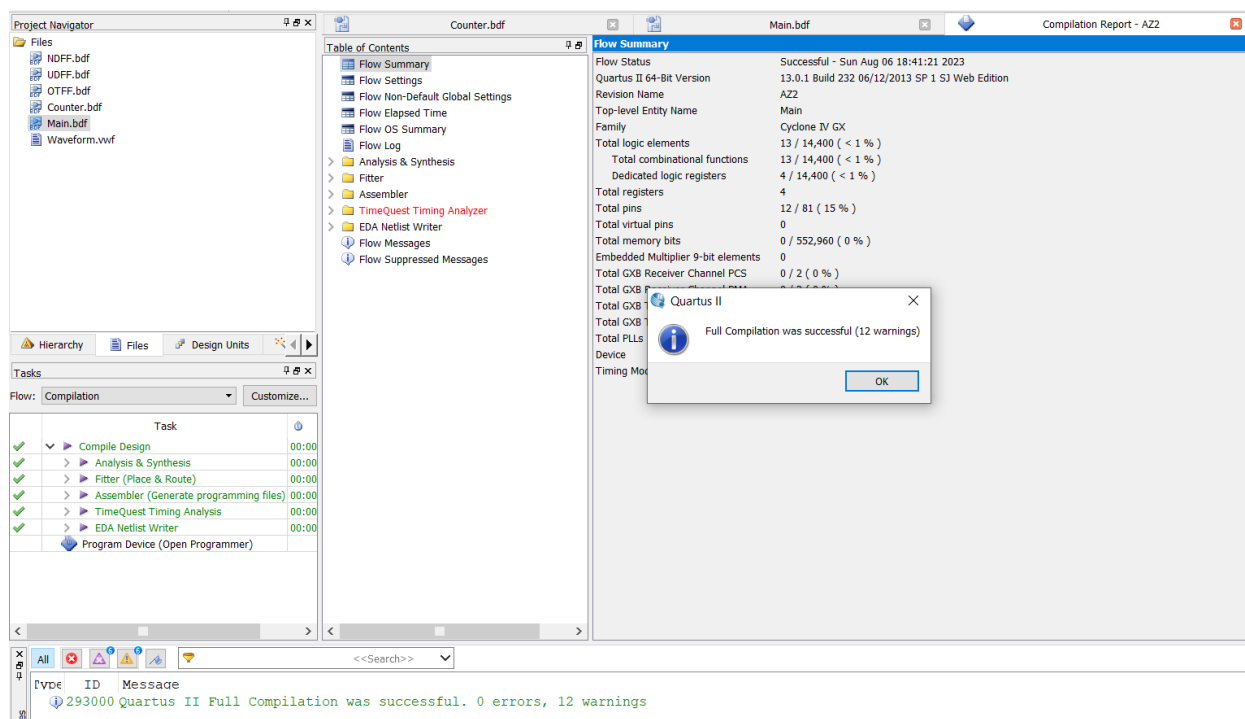 Project Navigator
Files
NDFF.bdf
UDFF.bdf
OTFF.bdf
Counter.bdf
Main.bdf
Waveform.vwf
Hierarchy Files Design Units
Tasks
Flow: Compilation Customize...
Task
Compile Design 00:00
Analysis & Synthesis 00:00
Fitter (Place & Route) 00:00
Assembler (Generate programming files) 00:00
TimeQuest Timing Analysis 00:00
EDA Netlist Writer 00:00
Program Device (Open Programmer)
Counter.bdf Main.bdf Compilation Report - AZ2
Table of Contents
Flow Summary
Flow Settings
Flow Non-Default Global Settings
Flow Elapsed Time
Flow OS Summary
Flow Log
Analysis & Synthesis
Fitter
Assembler
TimeQuest Timing Analyzer
EDA Netlist Writer
Flow Messages
Flow Suppressed Messages
Flow Summary
Flow Status Successful - Sun Aug 06 18:41:21 2023
Quartus II 64-Bit Version 13.0.1 Build 232 06/12/2013 SP 1 SJ Web Edition
Revision Name AZ2
Top-level Entity Name Main
Family Cyclone IV GX
Total logic elements 13 / 14,400 ( < 1 % )
Total combinational functions 13 / 14,400 ( < 1 % )
Dedicated logic registers 4 / 14,400 ( < 1 % )
Total registers 4
Total pins 12 / 81 ( 15 % )
Total virtual pins 0
Total memory bits 0 / 552,960 ( 0 % )
Embedded Multiplier 9-bit elements 0
Total GXB Receiver Channel PCS 0 / 2 ( 0 % )
Total GXB
Total GXB
Total GXB
Total PLLs
Device
Timing
Quartus II
Full Compilation was successful (12 warnings)
OK
All 6 6 <<Search>>
Type ID Message
293000 Quartus II Full Compilation was successful. 0 errors, 12 warnings